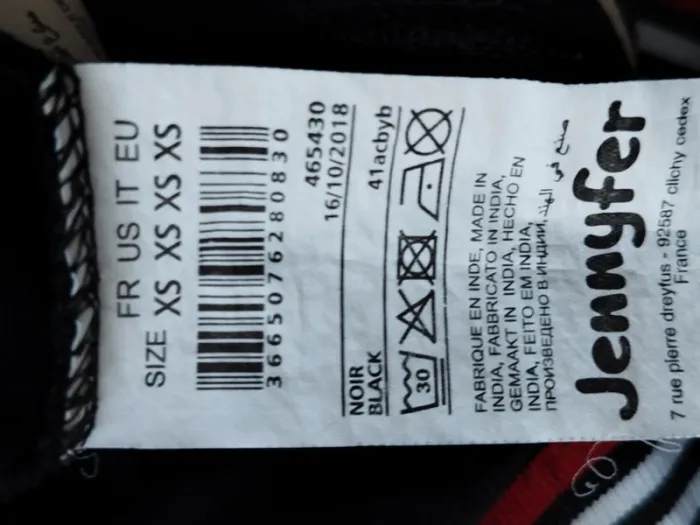 FR US IT EU
SIZE XS XS XS XS
3665076280830
465430
16/10/2018
NOIR
BLACK
41acbyb
30
FABRIQUE EN INDE, MADE IN
INDIA, FABBRICATO IN INDIA,
GEMAAKT IN INDIA, HECHO EN
INDIA, FEITO EM INDIA,
ПРОИЗВЕДЕНО В ИНДИИ, صنع في الهند
Jennyfer
7 rue pierre dreyfus - 92587 clichy cedex
France